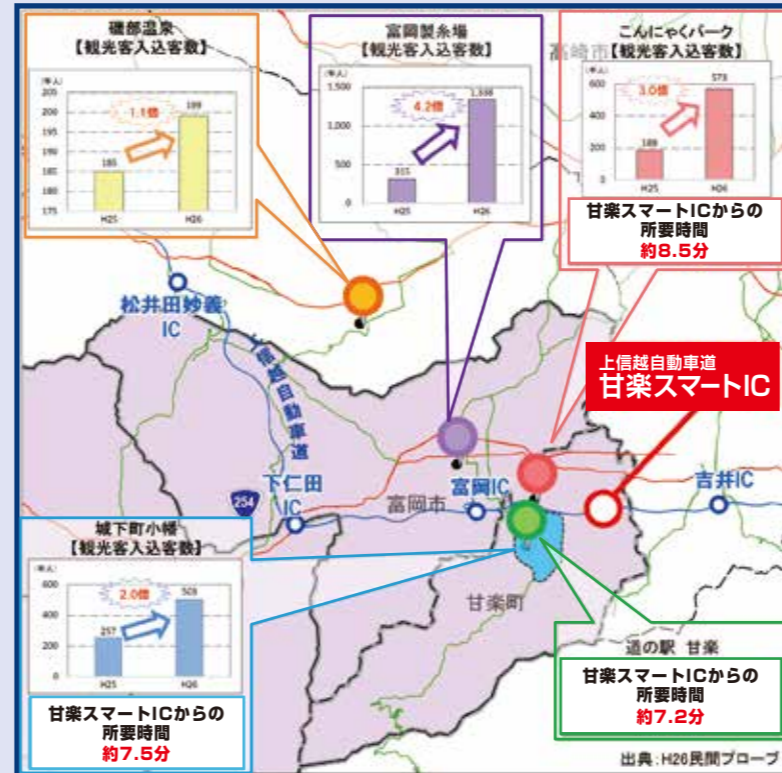 磯部温泉
【観光客入込客数】
(千人)
205
200
195
190
185
180
175
185
199
1.1倍
H25
H26
富岡製糸場
【観光客入込客数】
(千人)
1,500
1,000
500
0
315
1,338
4.2倍
H25
H26
高崎市
こんにゃくパーク
【観光客入込客数】
(千人)
600
400
200
0
188
573
3.0倍
H25
H26
甘楽スマートICからの
所要時間
約8.5分
松井田妙義
IC
上信越自動車道
上信越自動車道
甘楽スマートIC
254
下仁田
IC
富岡市
富岡IC
吉井IC
甘楽町
城下町小幡
【観光客入込客数】
(千人)
600
400
200
0
257
503
2.0倍
H25
H26
甘楽スマートICからの
所要時間
約7.5分
道の駅 甘楽
甘楽スマートICからの
所要時間
約7.2分
出典：H26民間プローブ